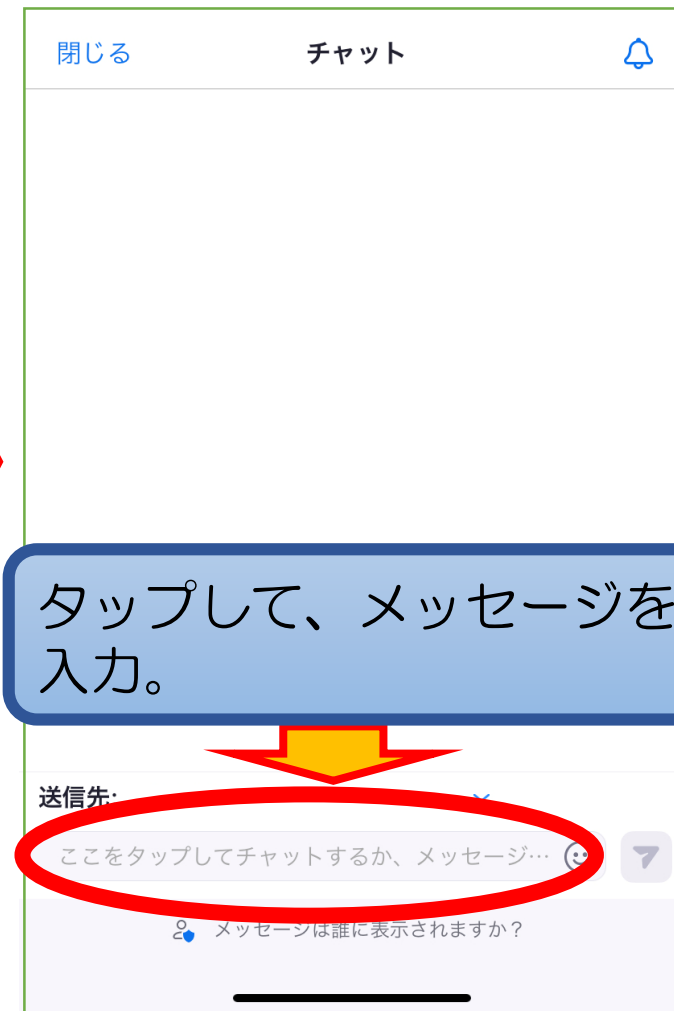 閉じる
チャット
タップして、メッセージを
入力。
送信先:
ここをタップしてチャットするか、メッセージ…
メッセージは誰に表示されますか？